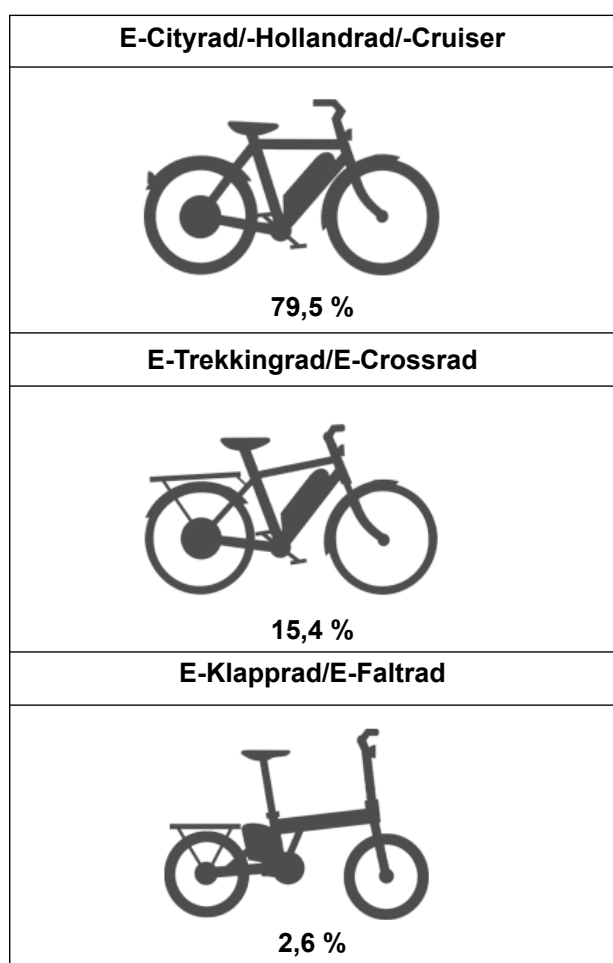 E-Cityrad/-Hollandrad/-Cruiser
79,5 %
E-Trekkingrad/E-Crossrad
15,4 %
E-Klapprad/E-Faltrad
2,6 %